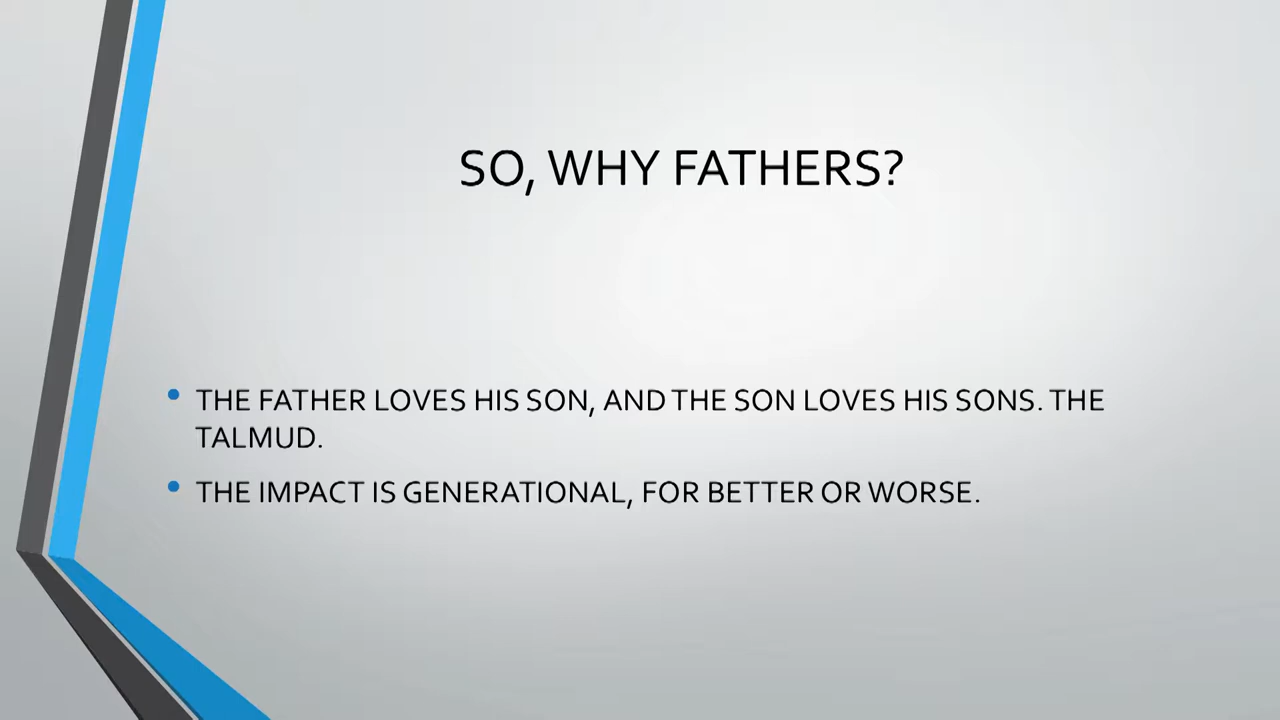 SO, WHY FATHERS?
• THE FATHER LOVES HIS SON, AND THE SON LOVES HIS SONS. THE
TALMUD.
• THE IMPACT IS GENERATIONAL, FOR BETTER OR WORSE.